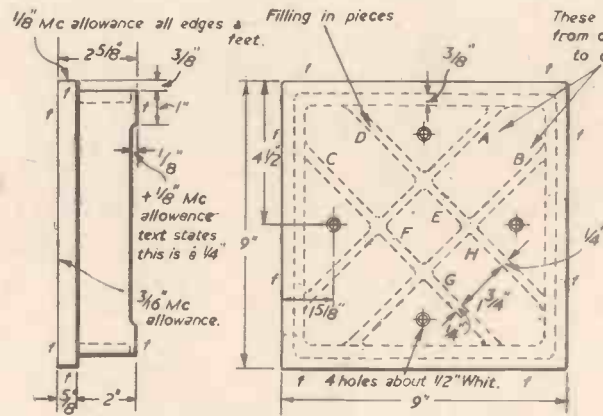 1/8" Mc allowance all edges &
feet.
2 5/8"
3/8"
f
f
f
1"
1/8"
+ 1/8" Mc
allowance
text states
this is a 1/4"
3/16" Mc
allowance.
f
f
f
5/8"
2"
Filling in pieces
These
from
to
f
f
3/8"
f
f
4 1/2"
D
A
C
B
9"
E
F
H
G
1/4"
3/4"
1/4"
f
f
1 5/8"
f
f
4 holes about 1/2" Whit.
f
f
9"